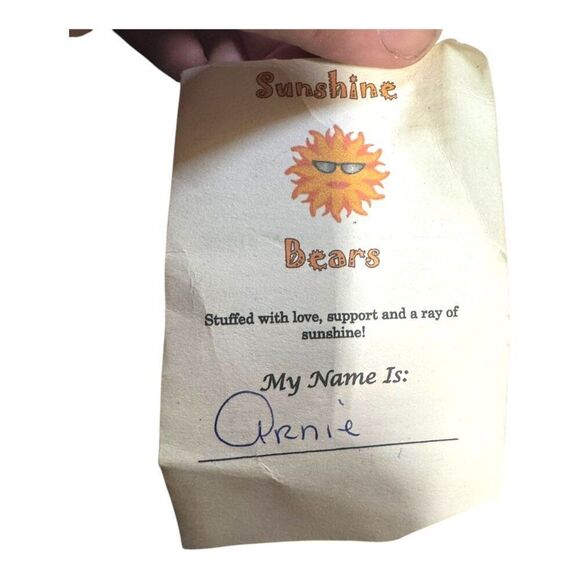 Sunshine
Bears
Stuffed with love, support and a ray of
sunshine!
My Name Is:
Arnie